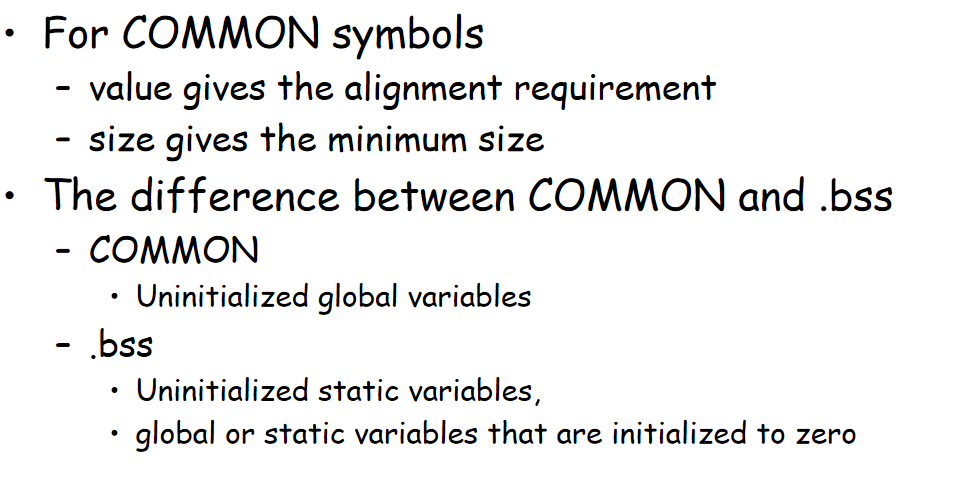 • For COMMON symbols
– value gives the alignment requirement
– size gives the minimum size
• The difference between COMMON and .bss
– COMMON
• Uninitialized global variables
– .bss
• Uninitialized static variables,
• global or static variables that are initialized to zero